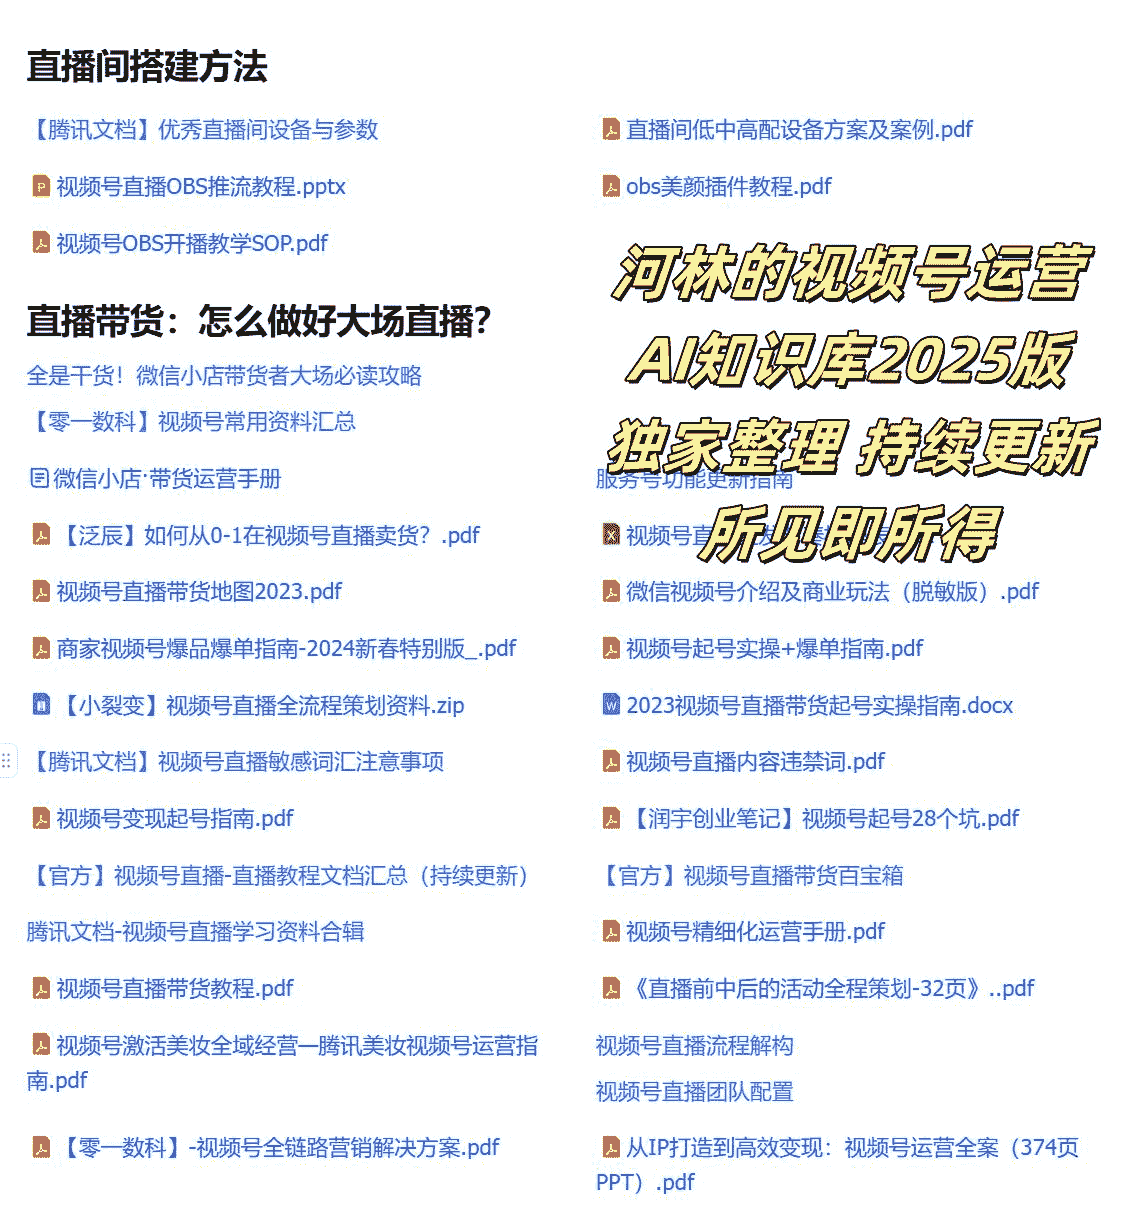 直播间搭建方法
【腾讯文档】优秀直播间设备与参数
直播间低中高配设备方案及案例.pdf
视频号直播OBS推流教程.pptx
obs美颜插件教程.pdf
视频号OBS开播教学SOP.pdf
河林的视频号运营
AI知识库2025版
独家整理 持续更新
所见即所得
直播带货：怎么做好大场直播？
全是干货！微信小店带货者大场必读攻略
【零一数科】视频号常用资料汇总
微信小店·带货运营手册
服务号功能更新指南
【泛辰】如何从0-1在视频号直播卖货？.pdf
视频号直
视频号直播带货地图2023.pdf
微信视频号介绍及商业玩法（脱敏版）.pdf
商家视频号爆品爆单指南-2024新春特别版_.pdf
视频号起号实操+爆单指南.pdf
【小裂变】视频号直播全流程策划资料.zip
2023视频号直播带货起号实操指南.docx
【腾讯文档】视频号直播敏感词汇注意事项
视频号直播内容违禁词.pdf
视频号变现起号指南.pdf
【润宇创业笔记】视频号起号28个坑.pdf
【官方】视频号直播-直播教程文档汇总（持续更新）
【官方】视频号直播带货百宝箱
腾讯文档-视频号直播学习资料合辑
视频号精细化运营手册.pdf
视频号直播带货教程.pdf
《直播前中后的活动全程策划-32页》..pdf
视频号激活美妆全域经营—腾讯美妆视频号运营指
南.pdf
视频号直播流程解构
视频号直播团队配置
【零一数科】-视频号全链路营销解决方案.pdf
从IP打造到高效变现：视频号运营全案（374页
PPT）.pdf